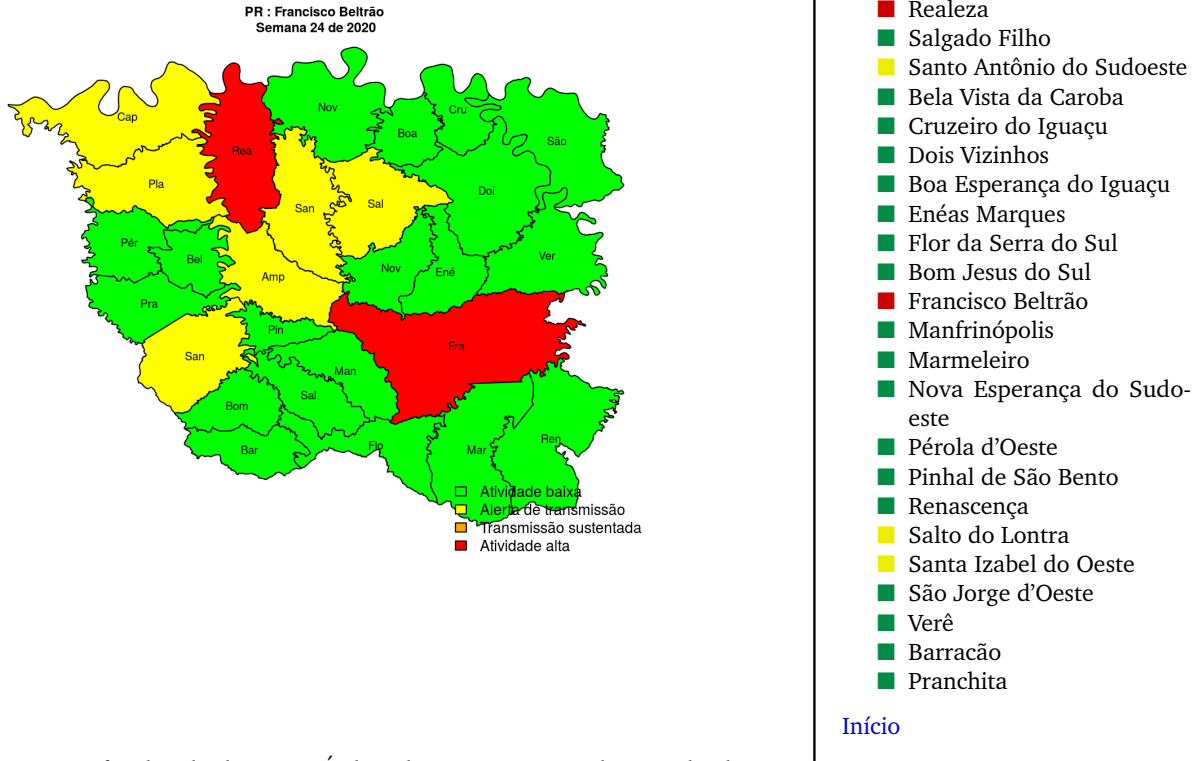 PR : Francisco Beltrão
Semana 24 de 2020
Cap
Rea
Nov
Boa
Cru
São
Pla
San
Sal
Doi
Pér
Bel
Amp
Nov
Ené
Ver
Pra
Pin
Fra
San
Man
Sal
Bom
Bar
Flo
Mar
Ren
Atividade baixa
Alerta de transmissão
Transmissão sustentada
Atividade alta
Realeza
Salgado Filho
Santo Antônio do Sudoeste
Bela Vista da Caroba
Cruzeiro do Iguaçu
Dois Vizinhos
Boa Esperança do Iguaçu
Enéas Marques
Flor da Serra do Sul
Bom Jesus do Sul
Francisco Beltrão
Manfrinópolis
Marmeleiro
Nova Esperança do Sudo-
este
Pérola d'Oeste
Pinhal de São Bento
Renascença
Salto do Lontra
Santa Izabel do Oeste
São Jorge d'Oeste
Verê
Barracão
Pranchita
Início